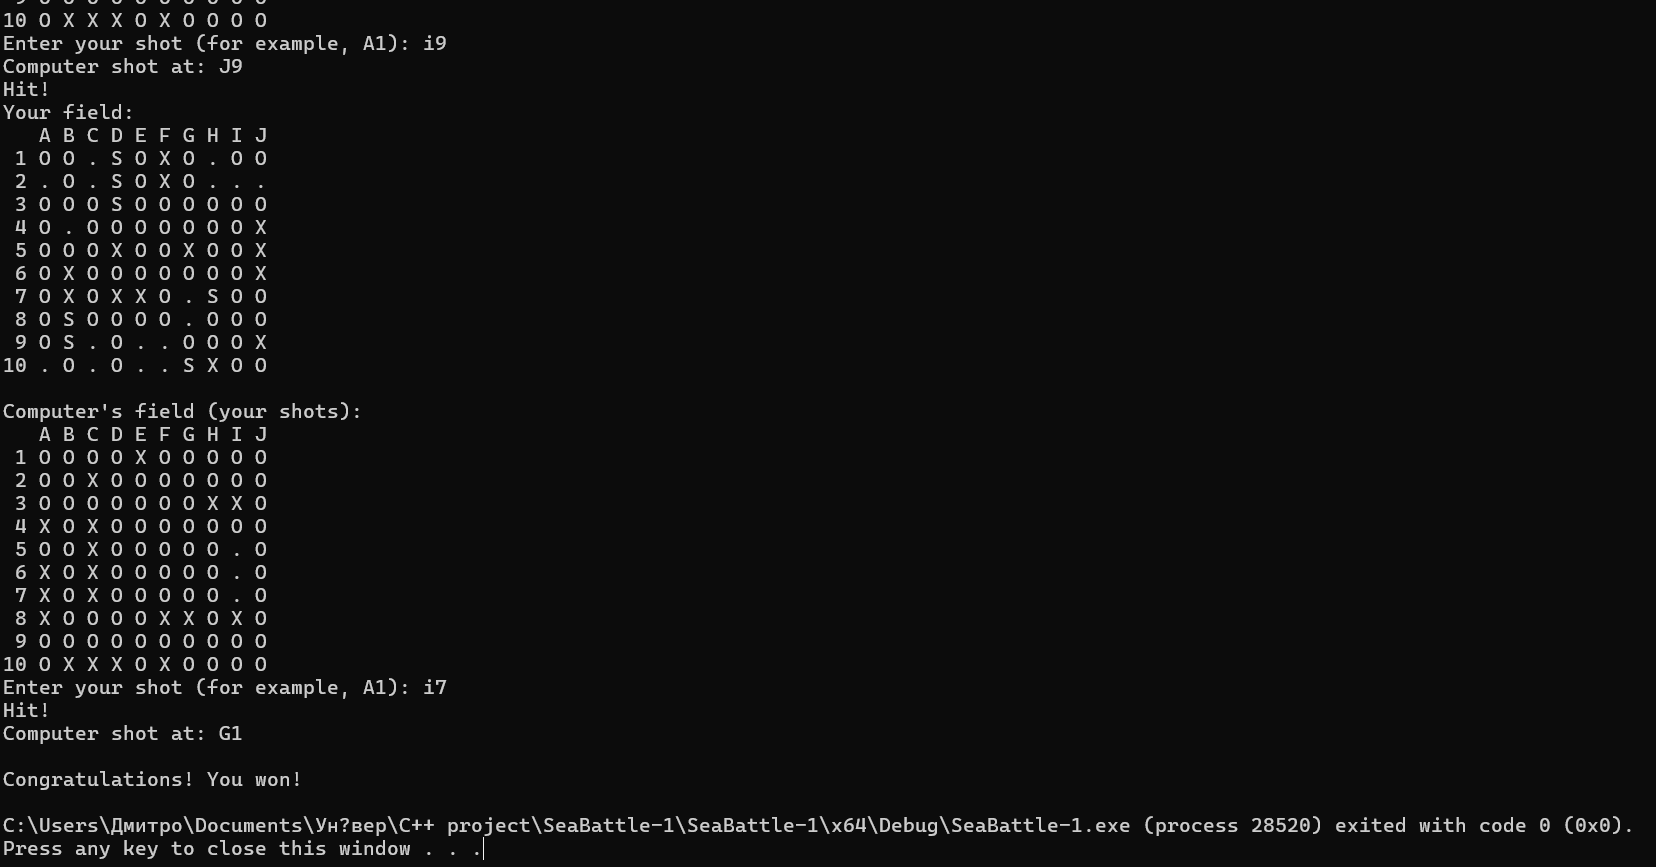 10 O X X X O X O O O O
Enter your shot (for example, A1): i9
Computer shot at: J9
Hit!
Your field:
   A B C D E F G H I J
 1 O O . S O X O . O O
 2 . O . S O X O . . .
 3 O O O S O O O O O O
 4 O . O O O O O O O X
 5 O O O X O O X O O X
 6 O X O O O O O O O X
 7 O X O X X O . S O O
 8 O S O O O O . O O O
 9 O S . O . . O O O X
10 . O . O . . S X O O
Computer's field (your shots):
   A B C D E F G H I J
 1 O O O O X O O O O O
 2 O O X O O O O O O O
 3 O O O O O O O X X O
 4 X O X O O O O O O O
 5 O O X O O O O O . O
 6 X O X O O O O O . O
 7 X O X O O O O O . O
 8 X O O O O X X O X O
 9 O O O O O O O O O O
10 O X X X O X O O O O
Enter your shot (for example, A1): i7
Hit!
Computer shot at: G1
Congratulations! You won!
C:\Users\Дмитро\Documents\Ун?вер\C++ project\SeaBattle-1\SeaBattle-1\x64\Debug\SeaBattle-1.exe (process 28520) exited with code 0 (0x0).
Press any key to close this window . . .